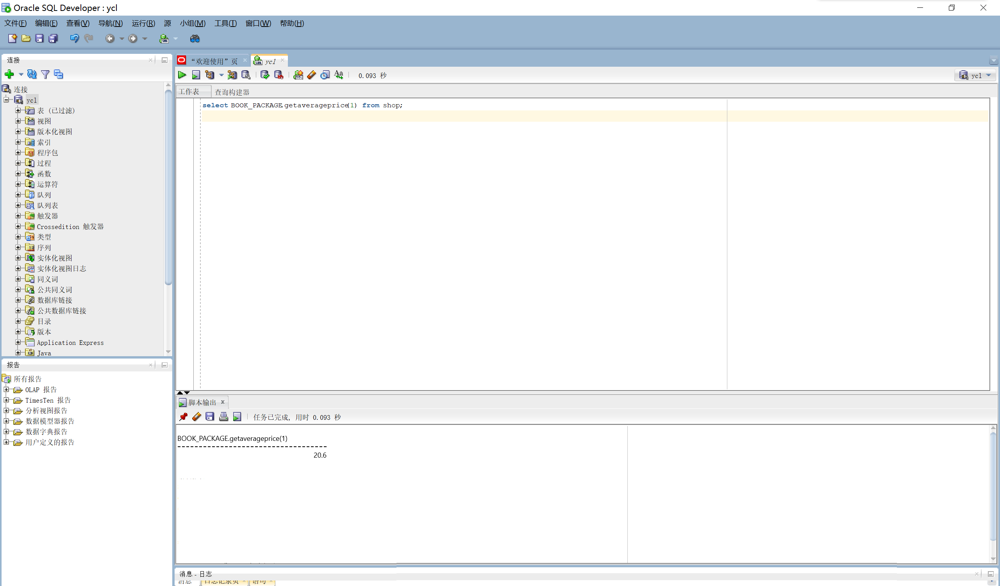 Oracle SQL Developer : ycl
文件(F) 编辑(E) 查看(V) 导航(N) 运行(R) 源 小组(M) 工具(T) 窗口(W) 帮助(H)
连接
连接
ycl
表 (已过滤)
视图
版本化视图
索引
程序包
过程
函数
运算符
队列
队列表
触发器
Crossedition 触发器
类型
序列
实体化视图
实体化视图日志
同义词
公共同义词
数据库链接
公共数据库链接
目录
版本
Application Express
Java
报告
所有报告
OLAP 报告
TimesTen 报告
分析视图报告
数据模型器报告
数据字典报告
用户定义的报告
“欢迎使用”页 ycl
0.093 秒
ycl
工作表 查询构建器
select BOOK_PACKAGE.getaverageprice(1) from shop;
脚本输出
任务已完成, 用时 0.093 秒
BOOK_PACKAGE.getaverageprice(1)
---------------------------------------
20.6
消息 - 日志
消息 日志记录页 语句